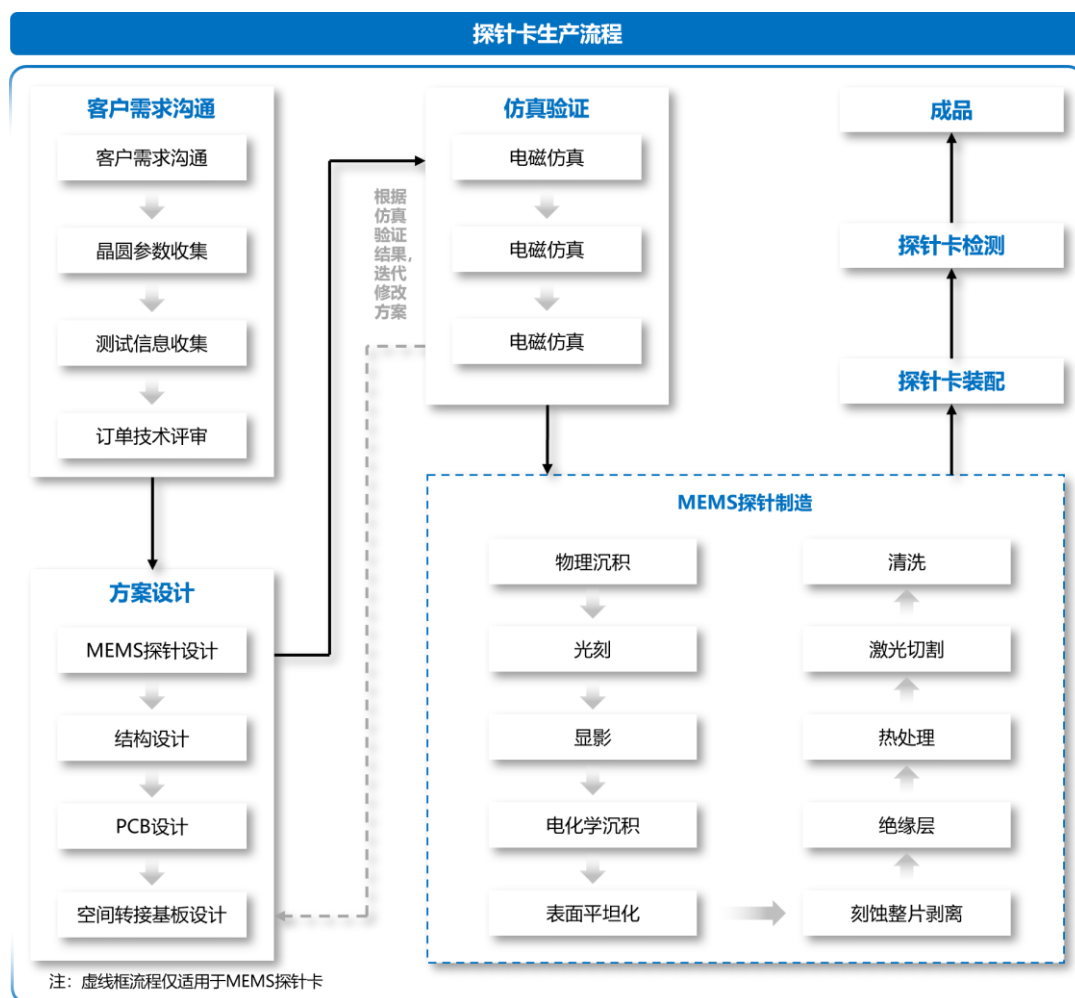 探针卡生产流程
客户需求沟通
客户需求沟通
晶圆参数收集
测试信息收集
订单技术评审
方案设计
MEMS探针设计
结构设计
PCB设计
空间转接基板设计
仿真验证
电磁仿真
电磁仿真
电磁仿真
根据
仿真
验证
结果，
迭代
修改
方案
MEMS探针制造
物理沉积
光刻
显影
电化学沉积
表面平坦化
刻蚀整片剥离
绝缘层
热处理
激光切割
清洗
探针卡装配
探针卡检测
成品
注：虚线框流程仅适用于MEMS探针卡